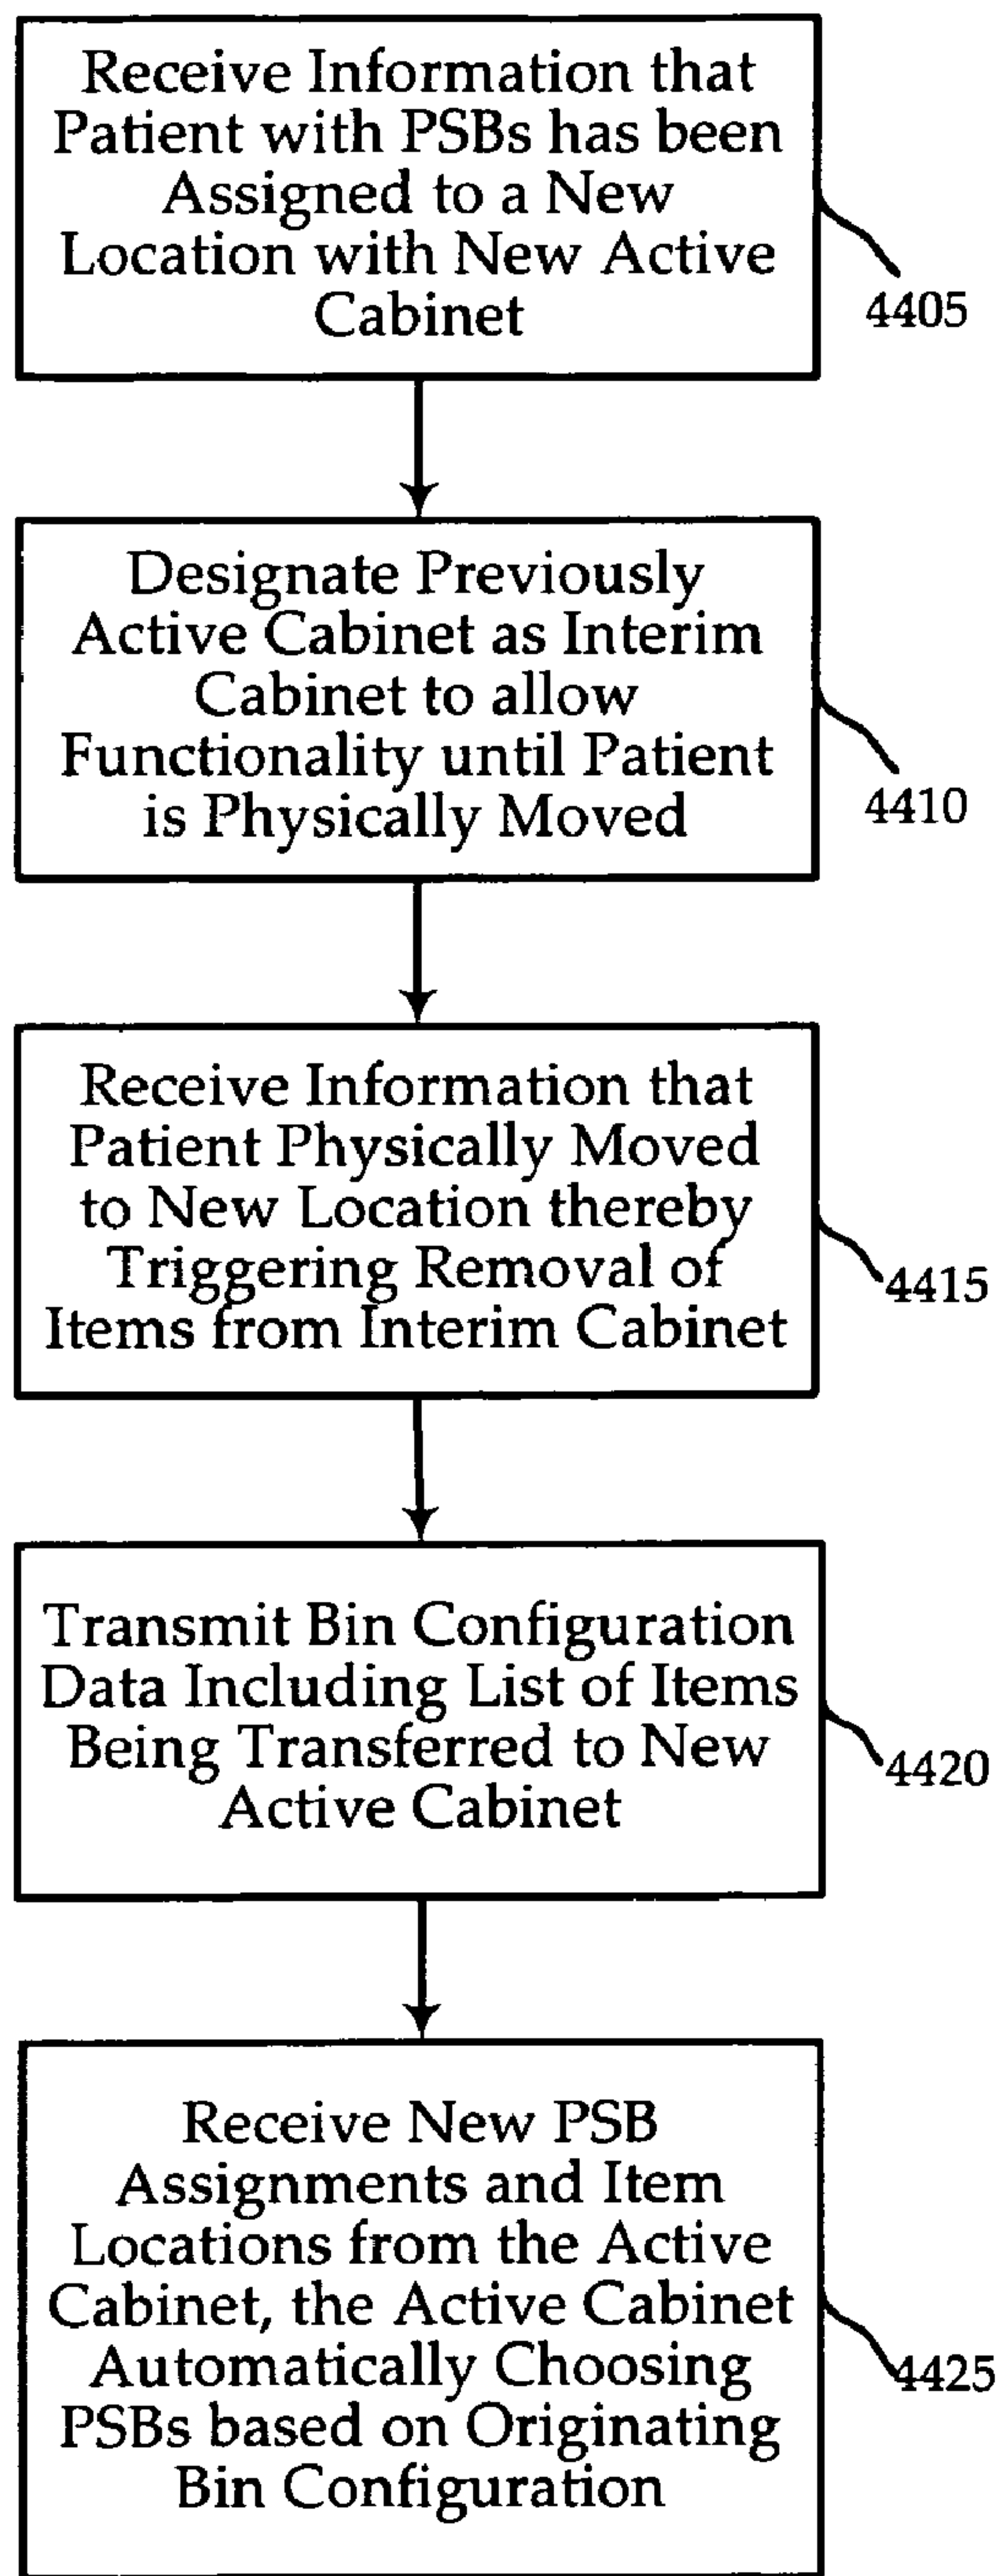 Receive Information that
Patient with PSBs has been
Assigned to a New
Location with New Active
Cabinet
4405
Designate Previously
Active Cabinet as Interim
Cabinet to allow
Functionality until Patient
is Physically Moved
4410
Receive Information that
Patient Physically Moved
to New Location thereby
Triggering Removal of
Items from Interim Cabinet
4415
Transmit Bin Configuration
Data Including List of Items
Being Transferred to New
Active Cabinet
4420
Receive New PSB
Assignments and Item
Locations from the Active
Cabinet, the Active Cabinet
Automatically Choosing
PSBs based on Originating
Bin Configuration
4425